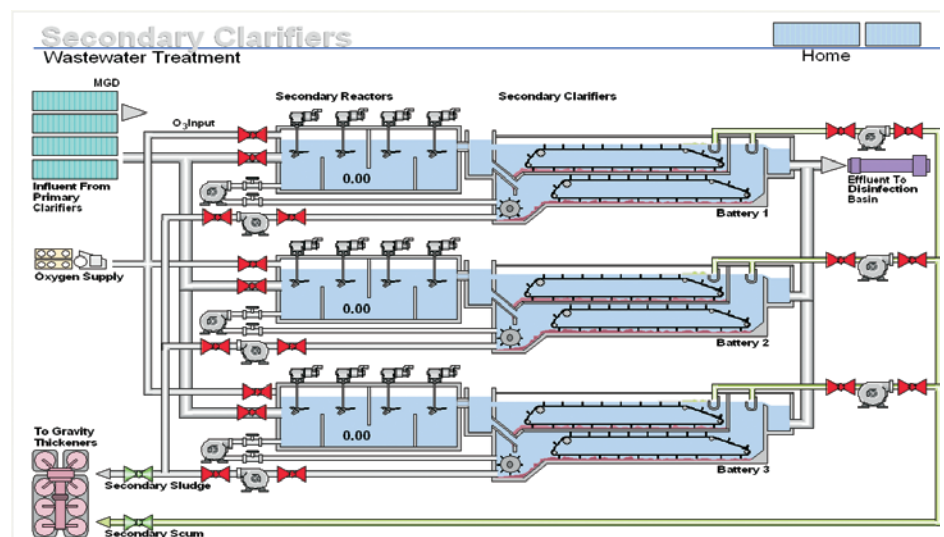 Secondary Clarifiers
Wastewater Treatment
Home
MGD
Secondary Reactors
Secondary Clarifiers
O3Input
Influent From
Primary
Clarifiers
0.00
Effluent To
Disinfection
Basin
Battery 1
Oxygen Supply
0.00
Battery 2
To Gravity
Thickeners
0.00
Battery 3
Secondary Sludge
Secondary Scum